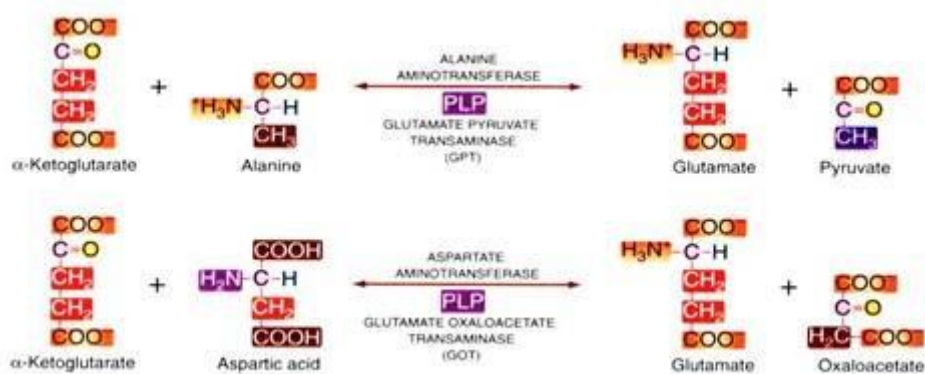 COO⁻
C=O
CH₂
CH₂
COO⁻
α-Ketoglutarate
+
COO⁻
⁺H₃N-C-H
CH₃
Alanine
ALANINE
AMINOTRANSFERASE
PLP
GLUTAMATE PYRUVATE
TRANSAMINASE
(GPT)
COO⁻
H₃N⁺-C-H
CH₂
CH₂
COO⁻
Glutamate
+
COO⁻
C=O
CH₃
Pyruvate
COO⁻
C=O
CH₂
CH₂
COO⁻
α-Ketoglutarate
+
COOH
H₂N-C-H
CH₂
COOH
Aspartic acid
ASPARTATE
AMINOTRANSFERASE
PLP
GLUTAMATE OXALOACETATE
TRANSAMINASE
(GOT)
COO⁻
H₃N⁺-C-H
CH₂
CH₂
COO⁻
Glutamate
+
COO⁻
C=O
H₂C-COO⁻
Oxaloacetate